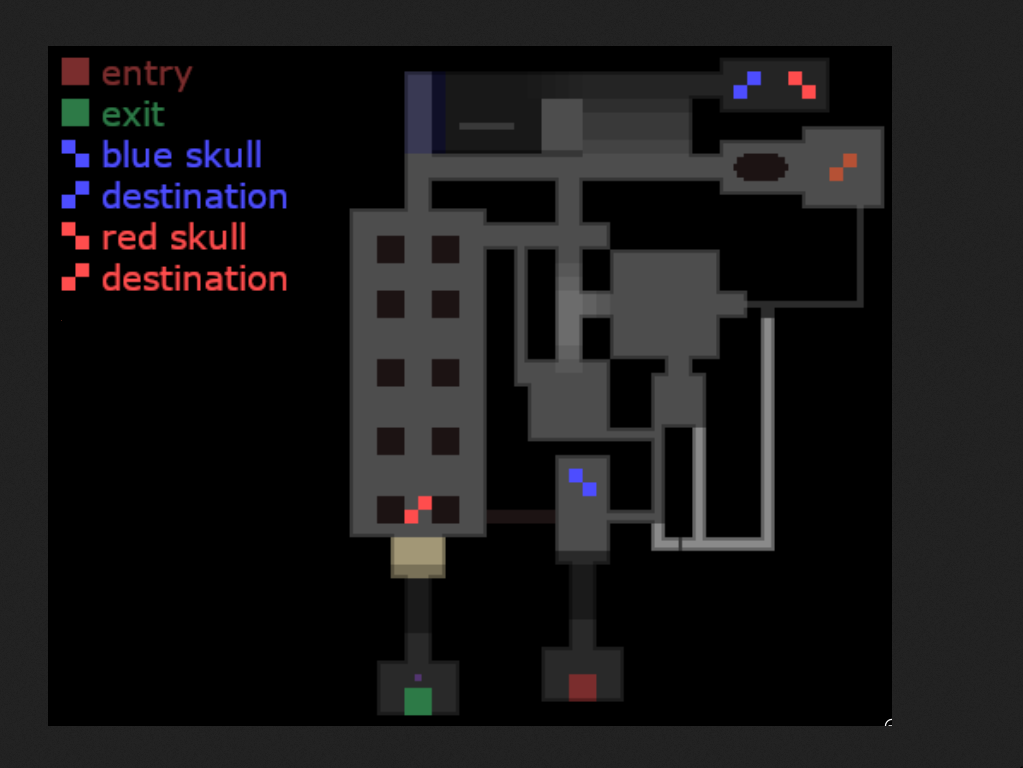 entry
exit
blue skull
destination
red skull
destination